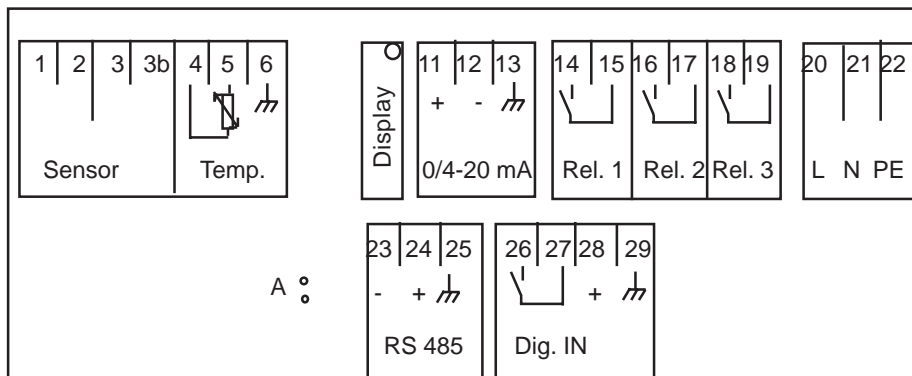 1 2 3 3b 4 5 6 11 12 13 14 15 16 17 18 19 20 21 22
+ -
Display
Sensor Temp. 0/4-20 mA Rel. 1 Rel. 2 Rel. 3 L N PE
23 24 25 26 27 28 29
A - + +
RS 485 Dig. IN